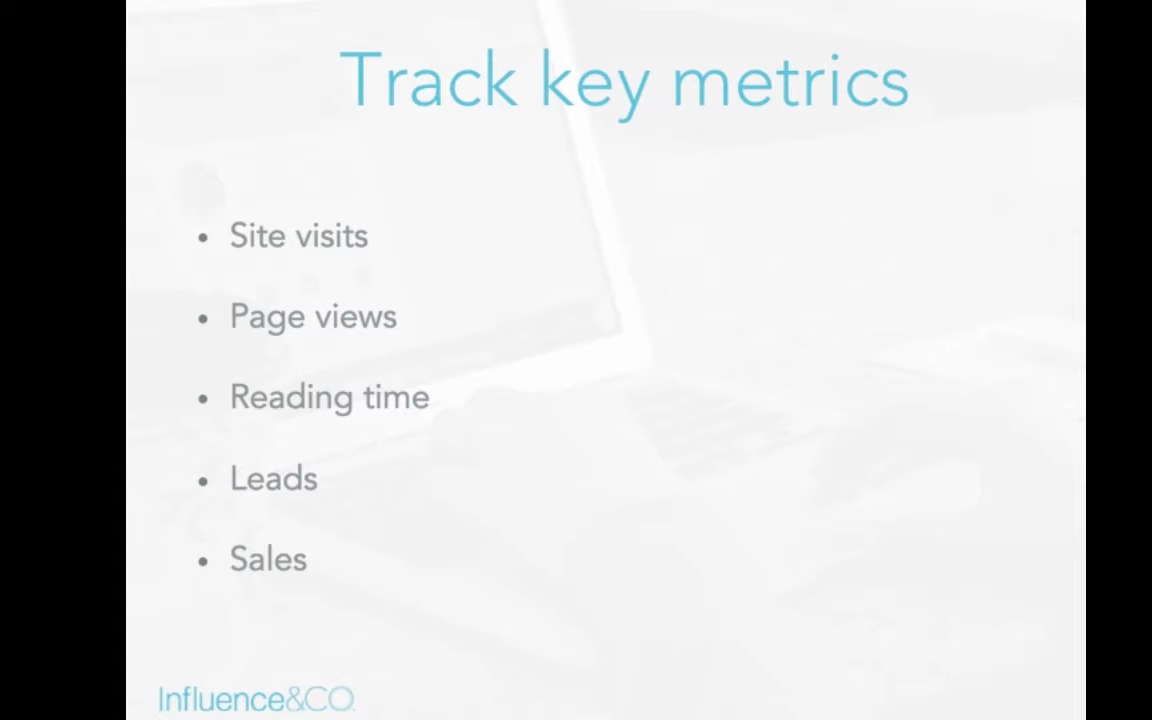 Track key metrics
• Site visits
• Page views
• Reading time
• Leads
• Sales
Influence&CO.